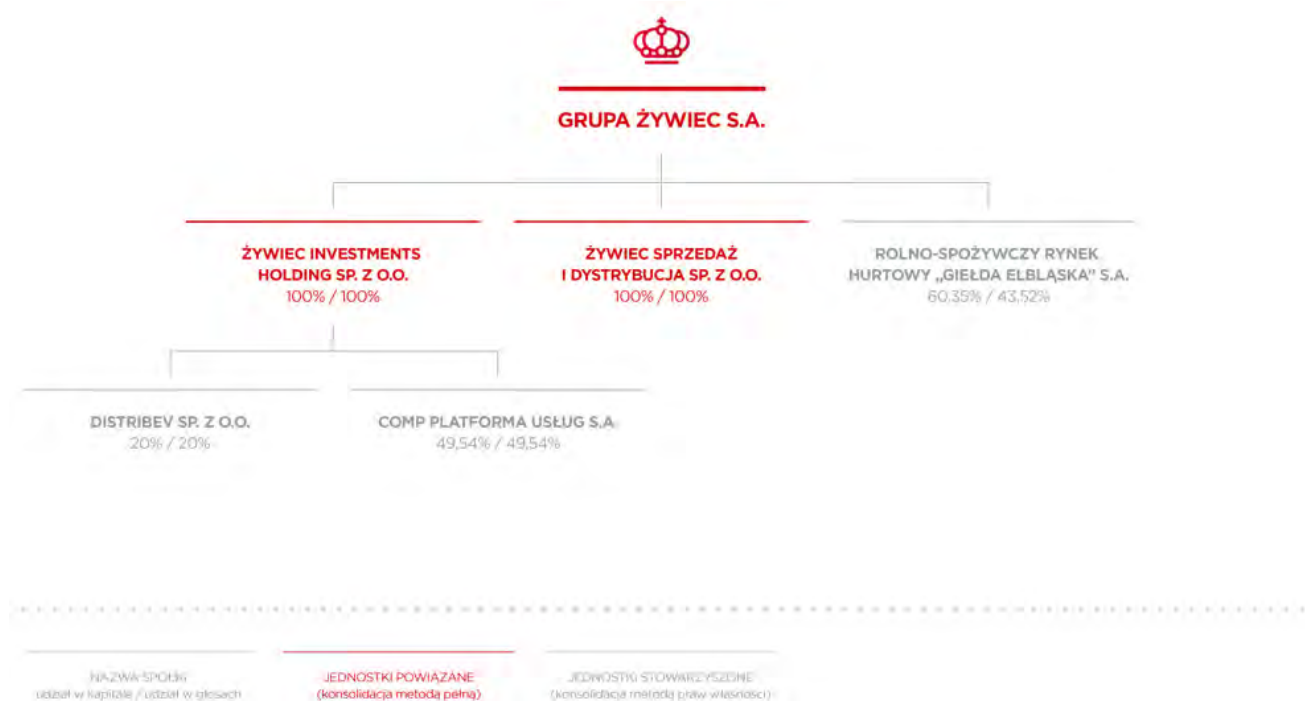 GRUPA ŻYWIEC S.A.
ŻYWIEC INVESTMENTS
HOLDING SP. Z O.O.
100% / 100%
ŻYWIEC SPRZEDAŻ
I DYSTRYBUCJA SP. Z O.O.
100% / 100%
ROLNO-SPOŻYWCZY RYNEK
HURTOWY „GIEŁDA ELBLĄSKA” S.A.
60,35% / 43,52%
DISTRIBEV SP. Z O.O.
20% / 20%
COMP PLATFORMA USŁUG S.A.
49,54% / 49,54%
NAZWA SPÓŁKI
udział w kapitale / udział w głosach
JEDNOSTKI POWIĄZANE
(konsolidacja metodą pełną)
JEDNOSTKI STOWARZYSZONE
(konsolidacja metodą praw własności)